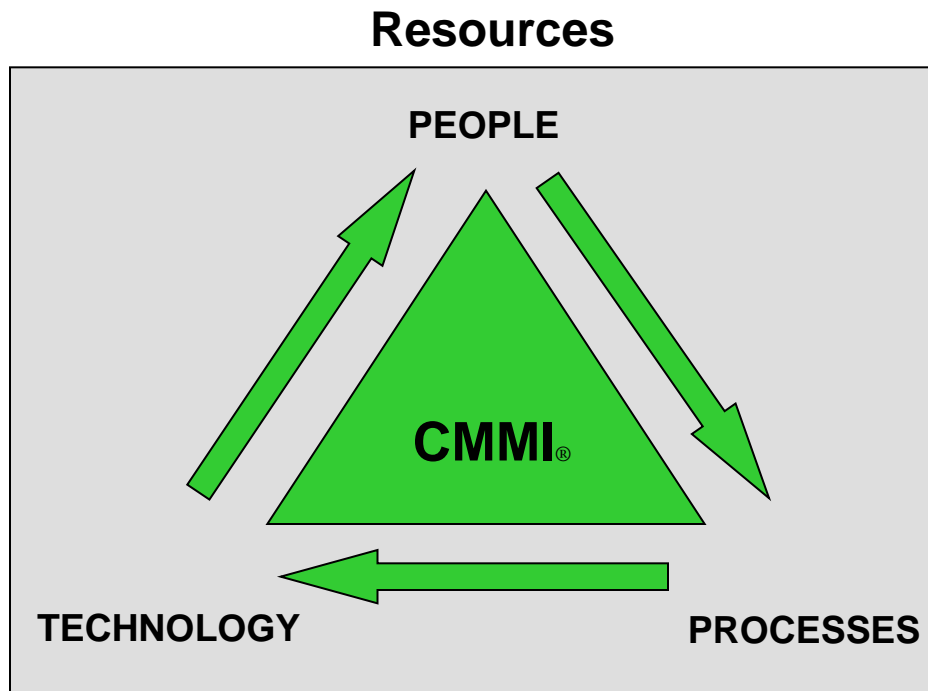 Resources
PEOPLE
CMMI®
TECHNOLOGY
PROCESSES